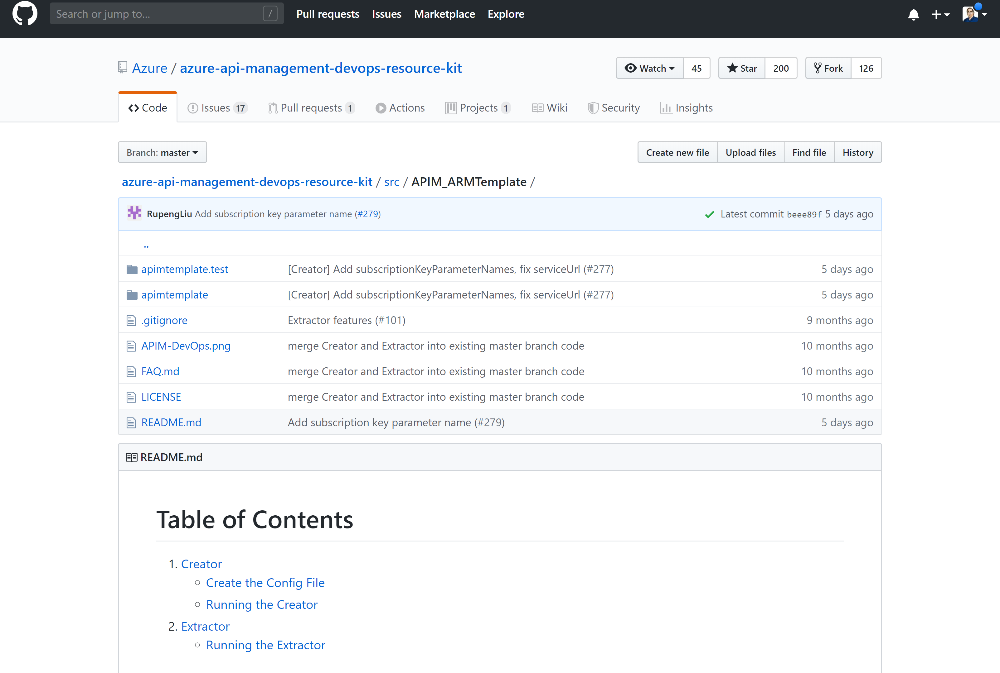 Search or jump to... /
Pull requests Issues Marketplace Explore
Azure / azure-api-management-devops-resource-kit
Watch 45 Star 200 Fork 126
Code Issues 17 Pull requests 1 Actions Projects 1 Wiki Security Insights
Branch: master Create new file Upload files Find file History
azure-api-management-devops-resource-kit / src / APIM_ARMTemplate /
RupengLiu Add subscription key parameter name (#279) Latest commit beee89f 5 days ago
..
apimtemplate.test [Creator] Add subscriptionKeyParameterNames, fix serviceUrl (#277) 5 days ago
apimtemplate [Creator] Add subscriptionKeyParameterNames, fix serviceUrl (#277) 5 days ago
.gitignore Extractor features (#101) 9 months ago
APIM-DevOps.png merge Creator and Extractor into existing master branch code 10 months ago
FAQ.md merge Creator and Extractor into existing master branch code 10 months ago
LICENSE merge Creator and Extractor into existing master branch code 10 months ago
README.md Add subscription key parameter name (#279) 5 days ago
README.md
Table of Contents
1. Creator
Create the Config File
Running the Creator
2. Extractor
Running the Extractor